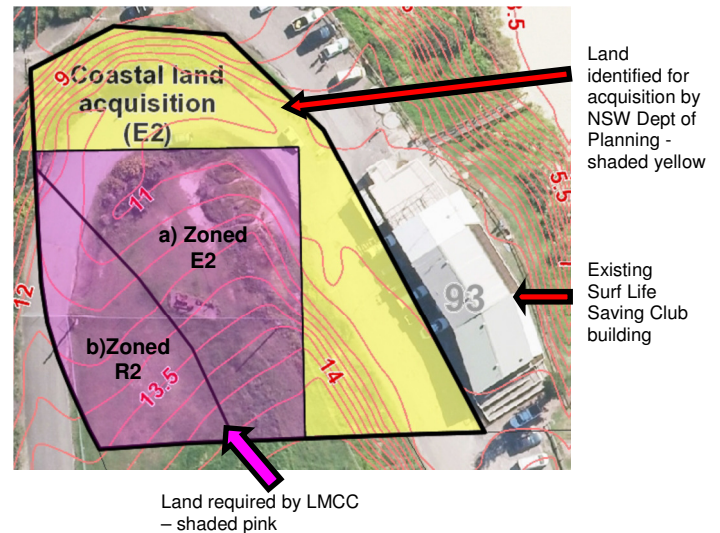 Coastal land
acquisition
(E2)
9
11
a) Zoned
E2
12
b)Zoned
R2
13.5
14
93
5.5
Land
identified for
acquisition by
NSW Dept of
Planning -
shaded yellow
Existing
Surf Life
Saving Club
building
Land required by LMCC
– shaded pink